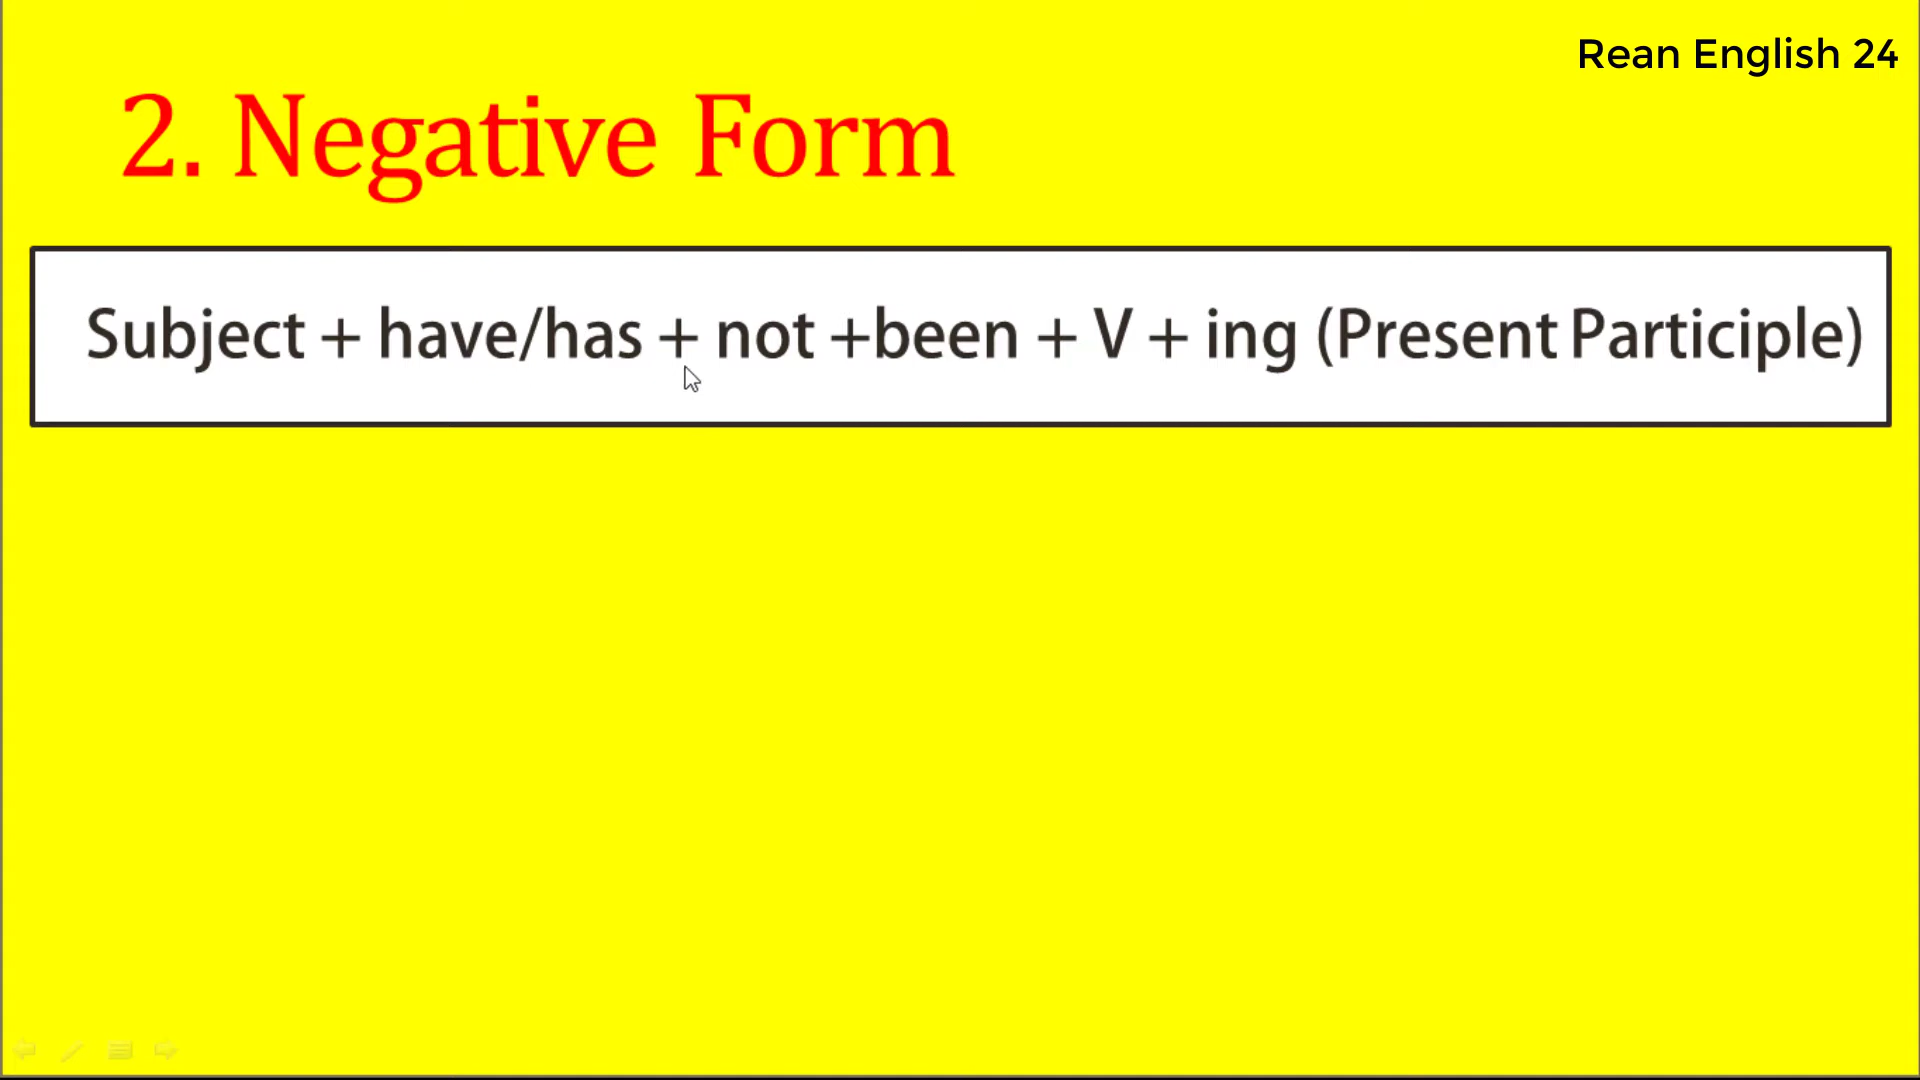 Rean English 24
2. Negative Form
Subject + have/has + not +been + V + ing (Present Participle)